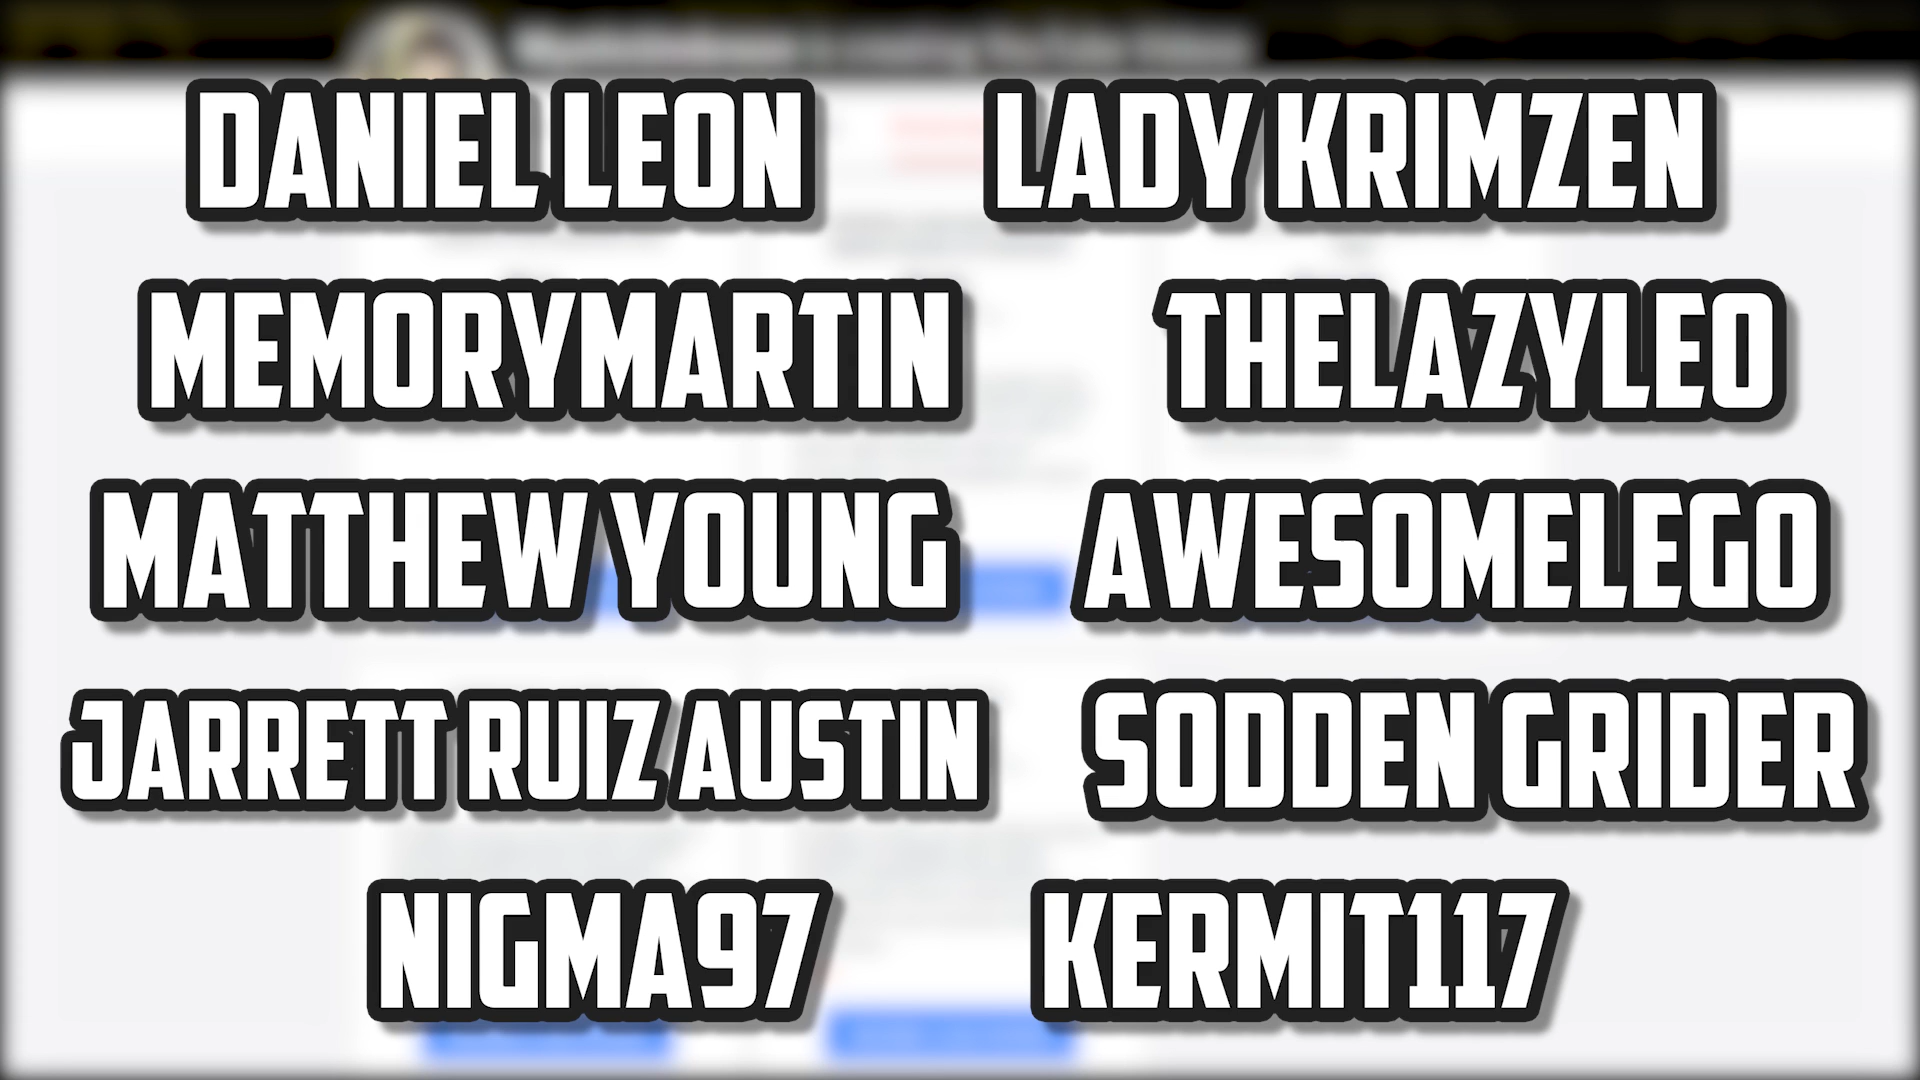 DANIEL LEON
LADY KRIMZEN
MEMORYMARTIN
THELAZYLEO
MATTHEW YOUNG
AWESOMELEGO
JARRETT RUIZ AUSTIN
SODDEN GRIDER
NIGMA97
KERMIT117